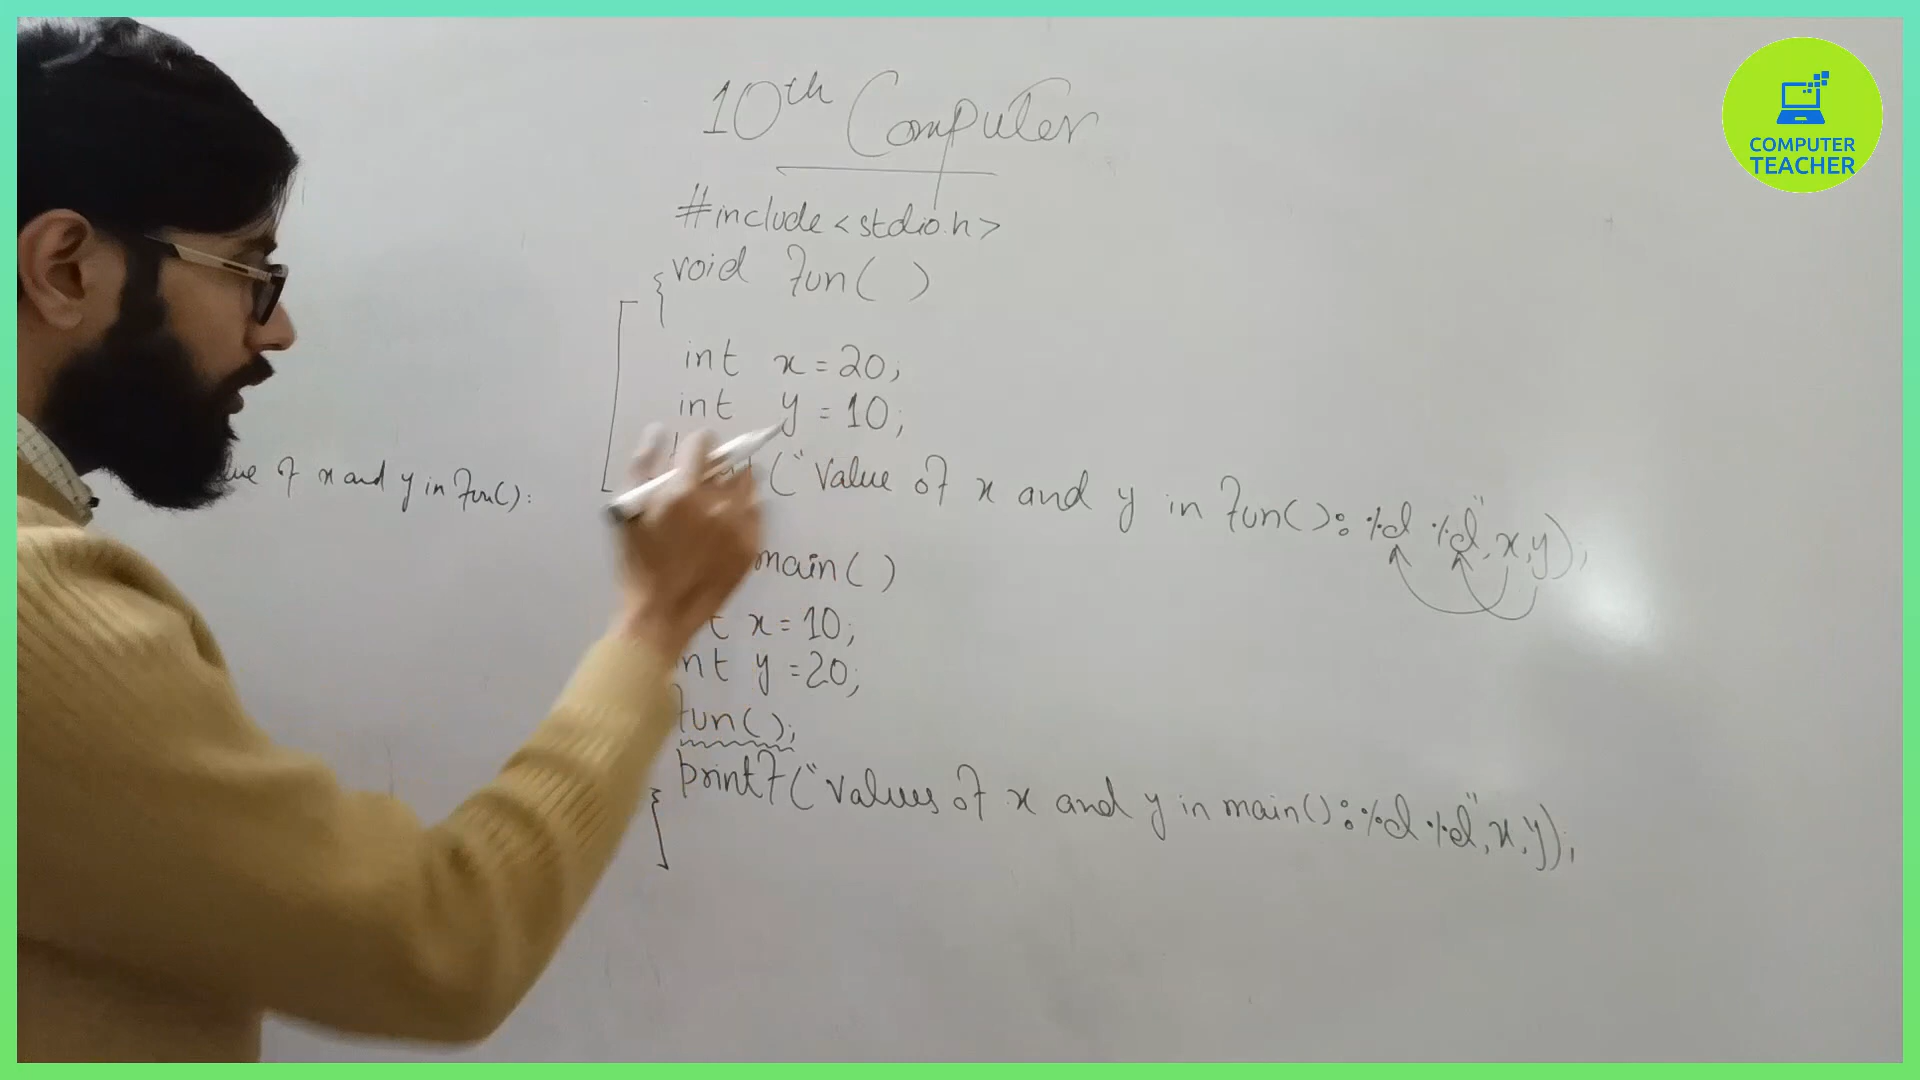 10th Computer
COMPUTER
TEACHER
#include<stdio.h>
{void fun( )
int x=20;
int y=10;
("value of x and y in fun():%d %d",x,y);
of x and y in fun():
main( )
x=10;
int y=20;
fun();
printf("values of x and y in main():%d %d",x,y);
}